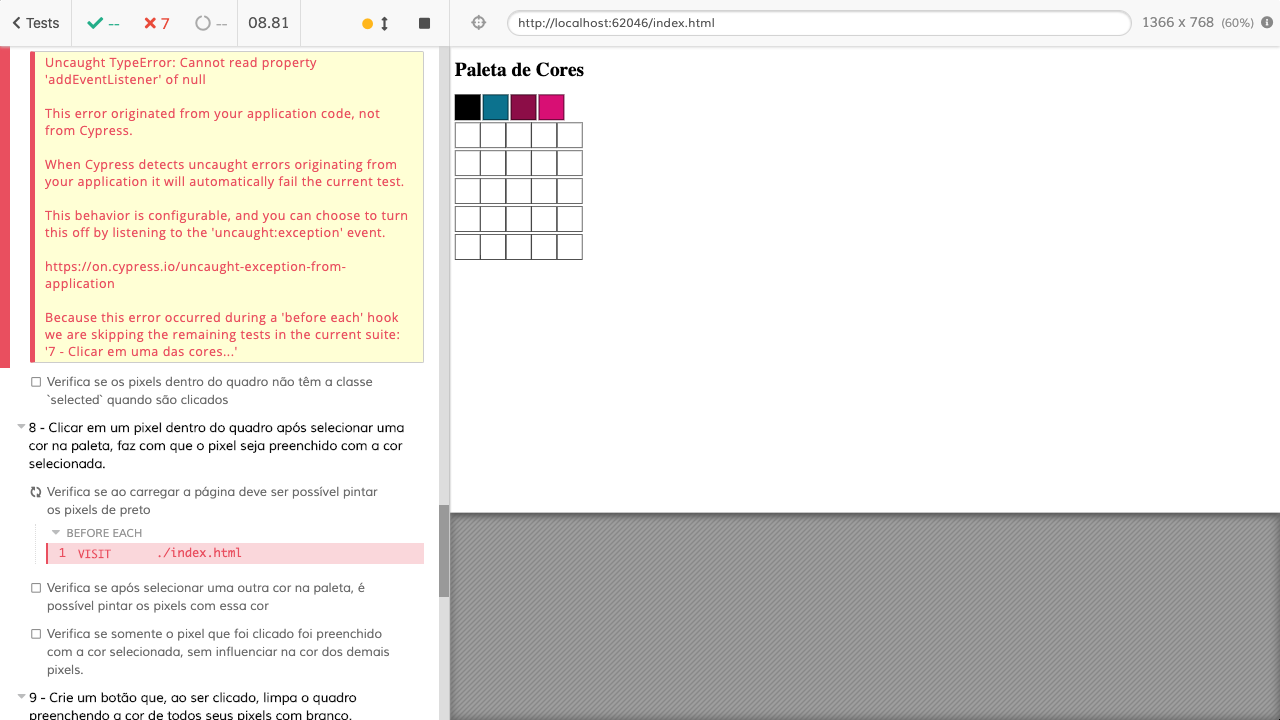 Tests
--
7
--
08.81
http://localhost:62046/index.html
1366 x 768 (60%)
Uncaught TypeError: Cannot read property
'addEventListener' of null
This error originated from your application code, not
from Cypress.
When Cypress detects uncaught errors originating from
your application it will automatically fail the current test.
This behavior is configurable, and you can choose to turn
this off by listening to the 'uncaught:exception' event.
https://on.cypress.io/uncaught-exception-from-
application
Because this error occurred during a 'before each' hook
we are skipping the remaining tests in the current suite:
'7 - Clicar em uma das cores...'
Verifica se os pixels dentro do quadro não têm a classe
`selected` quando são clicados
8 - Clicar em um pixel dentro do quadro após selecionar uma
cor na paleta, faz com que o pixel seja preenchido com a cor
selecionada.
Verifica se ao carregar a página deve ser possível pintar
os pixels de preto
BEFORE EACH
1 VISIT ./index.html
Verifica se após selecionar uma outra cor na paleta, é
possível pintar os pixels com essa cor
Verifica se somente o pixel que foi clicado foi preenchido
com a cor selecionada, sem influenciar na cor dos demais
pixels.
9 - Crie um botão que, ao ser clicado, limpa o quadro
preenchendo a cor de todos seus pixels com branco.
Paleta de Cores